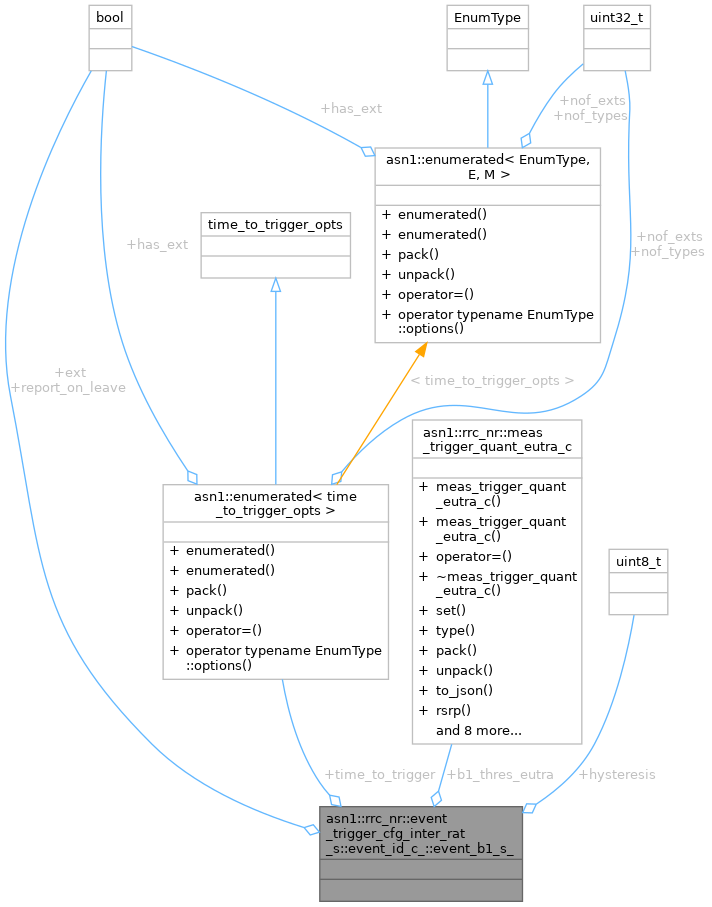 bool
EnumType
uint32_t
+has_ext
+nof_exts
+nof_types
asn1::enumerated< EnumType,
E, M >
+ enumerated()
+ enumerated()
+ pack()
+ unpack()
+ operator=()
+ operator typename EnumType
::options()
time_to_trigger_opts
+has_ext
+nof_exts
+nof_types
+ext
+report_on_leave
< time_to_trigger_opts >
asn1::rrc_nr::meas
_trigger_quant_eutra_c
+ meas_trigger_quant
_eutra_c()
+ meas_trigger_quant
_eutra_c()
+ operator=()
+ ~meas_trigger_quant
_eutra_c()
+ set()
+ type()
+ pack()
+ unpack()
+ to_json()
+ rsrp()
and 8 more...
asn1::enumerated< time
_to_trigger_opts >
+ enumerated()
+ enumerated()
+ pack()
+ unpack()
+ operator=()
+ operator typename EnumType
::options()
uint8_t
+time_to_trigger
+b1_thres_eutra
+hysteresis
asn1::rrc_nr::event
_trigger_cfg_inter_rat
_s::event_id_c_::event_b1_s_